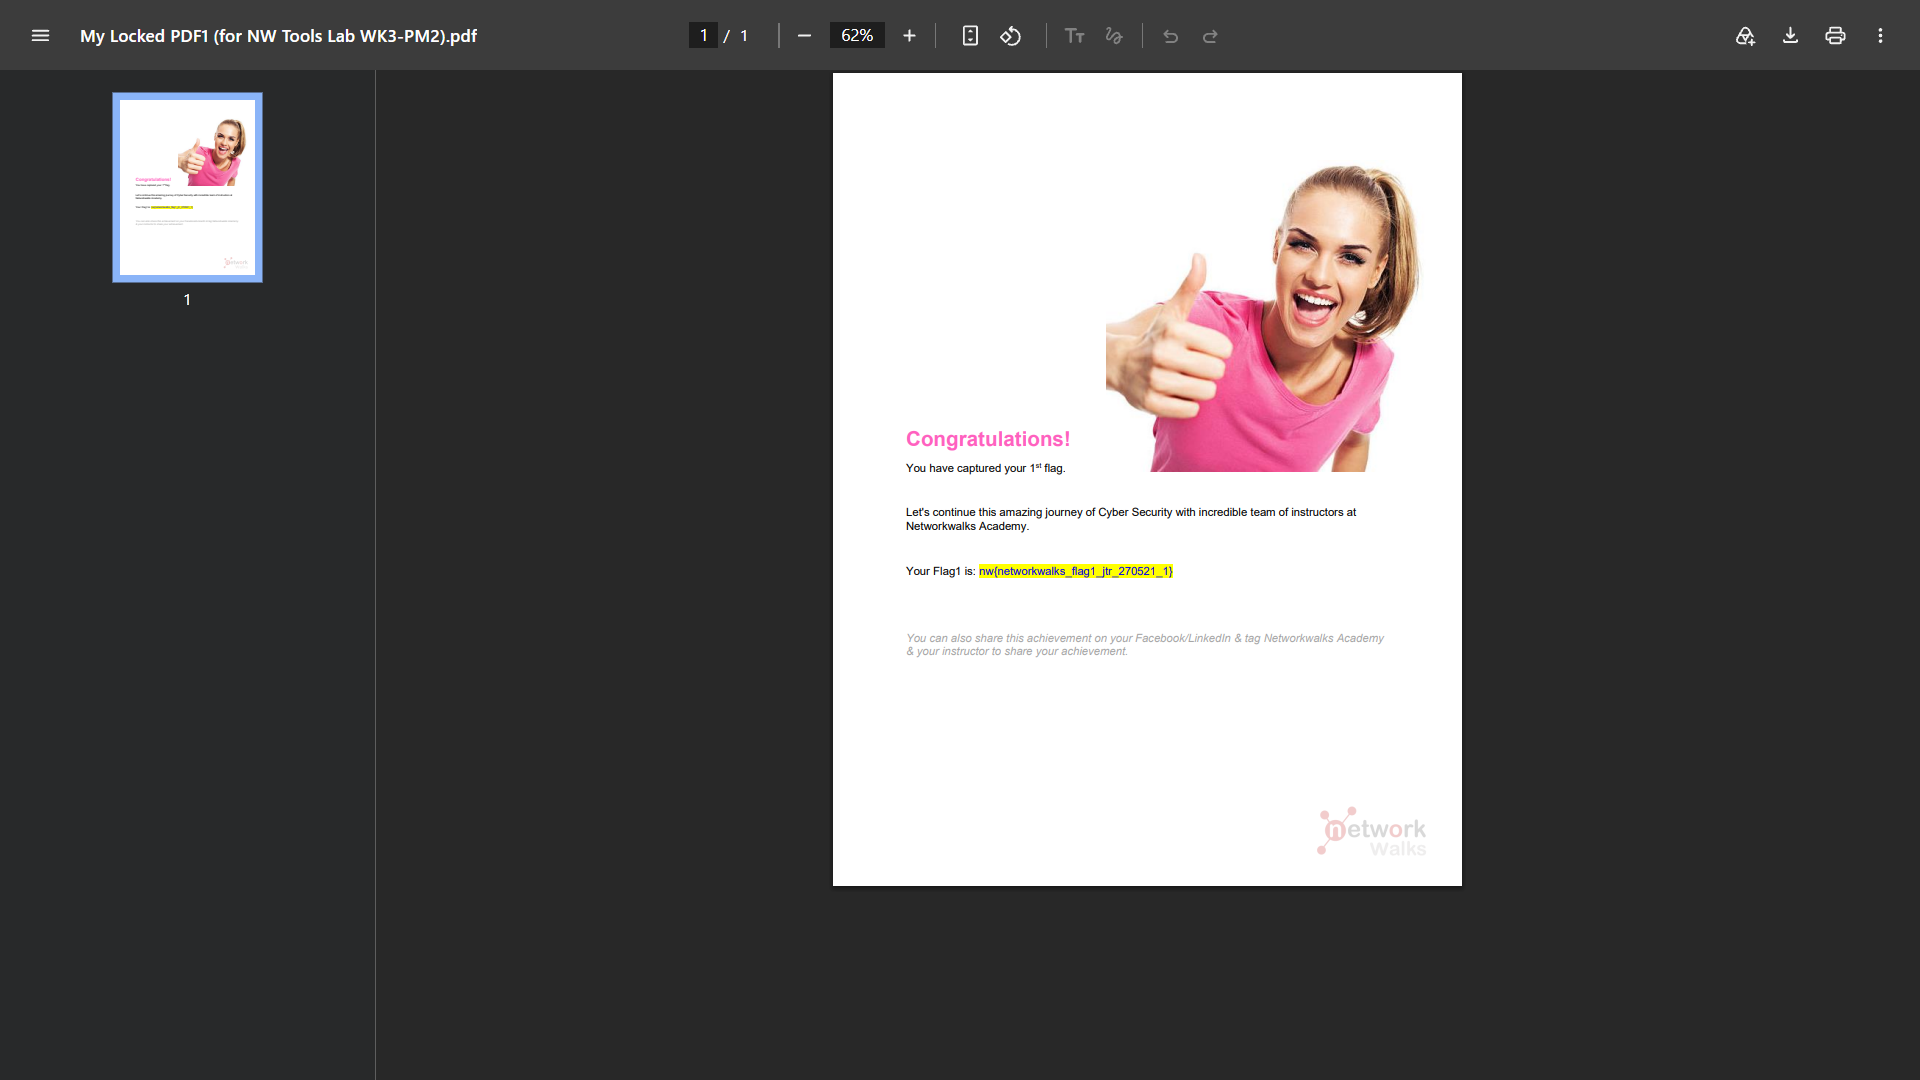 My Locked PDF1 (for NW Tools Lab WK3-PM2).pdf
1 / 1
62%
1
Congratulations!
You have captured your 1st flag.
Let's continue this amazing journey of Cyber Security with incredible team of instructors at
Networkwalks Academy.
Your Flag1 is: nw{networkwalks_flag1_jtr_270521_1}
You can also share this achievement on your Facebook/LinkedIn & tag Networkwalks Academy
& your instructor to share your achievement.
network
Walks